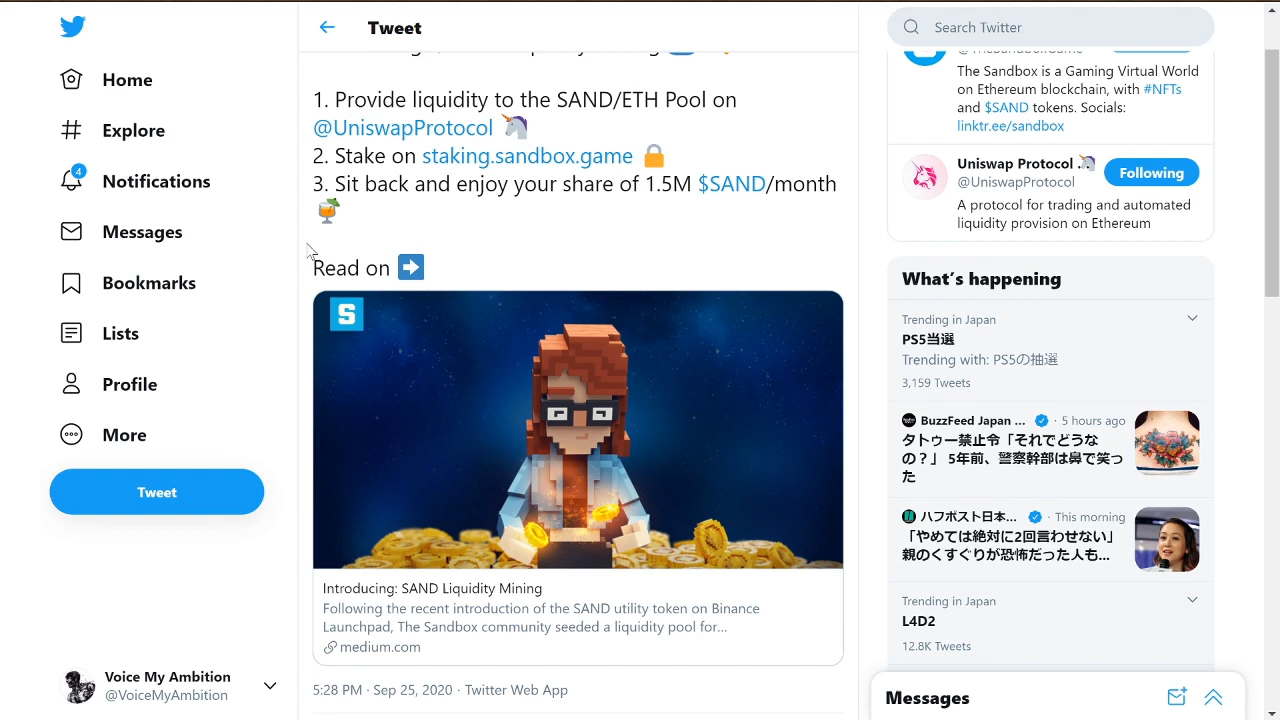 Tweet
Search Twitter
Home
Explore
4
Notifications
Messages
Bookmarks
Lists
Profile
More
Tweet
Voice My Ambition
@VoiceMyAmbition
1. Provide liquidity to the SAND/ETH Pool on
@UniswapProtocol 🦄
2. Stake on staking.sandbox.game 🔒
3. Sit back and enjoy your share of 1.5M $SAND/month
🍹
Read on ➡️
S
Introducing: SAND Liquidity Mining
Following the recent introduction of the SAND utility token on Binance
Launchpad, The Sandbox community seeded a liquidity pool for...
medium.com
5:28 PM · Sep 25, 2020 · Twitter Web App
The Sandbox is a Gaming Virtual World
on Ethereum blockchain, with #NFTs
and $SAND tokens. Socials:
linktr.ee/sandbox
Uniswap Protocol 🦄
@UniswapProtocol
Following
A protocol for trading and automated
liquidity provision on Ethereum
What's happening
Trending in Japan
PS5当選
Trending with: PS5の抽選
3,159 Tweets
BuzzFeed Japan ... · 5 hours ago
タトゥー禁止令「それでどうな
の？」 5年前、警察幹部は鼻で笑っ
た
ハフポスト日本... · This morning
「やめては絶対に2回言わせない」
親のくすぐりが恐怖だった人も...
Trending in Japan
L4D2
12.8K Tweets
Messages